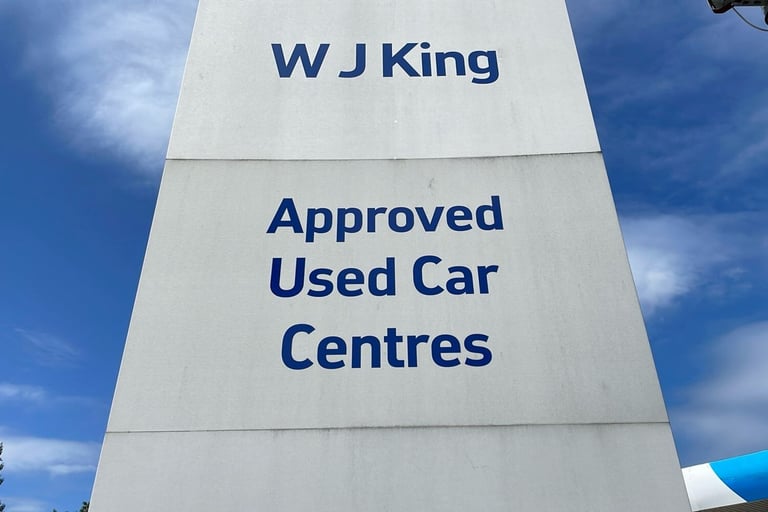 W J King
Approved
Used Car
Centres